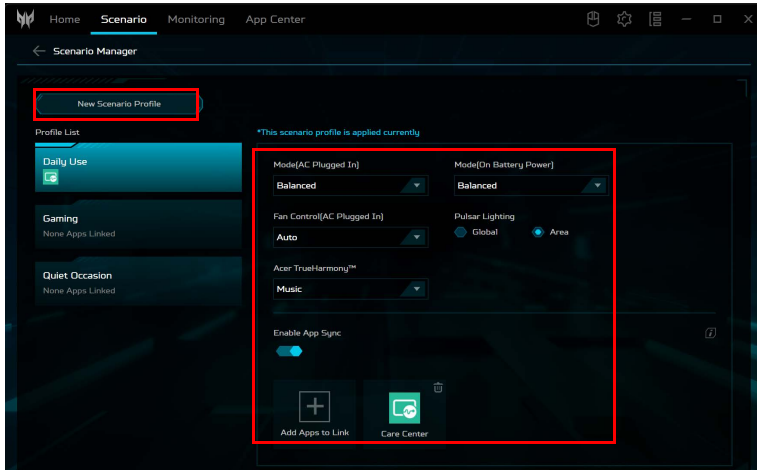 Home Scenario Monitoring App Center
Scenario Manager
New Scenario Profile
Profile List
*This scenario profile is applied currently
Daily Use
Gaming
None Apps Linked
Quiet Occasion
None Apps Linked
Mode[AC Plugged In] Mode[On Battery Power]
Balanced Balanced
Fan Control[AC Plugged In] Pulsar Lighting
Auto Global Area
Acer TrueHarmony™
Music
Enable App Sync
Add Apps to Link Care Center